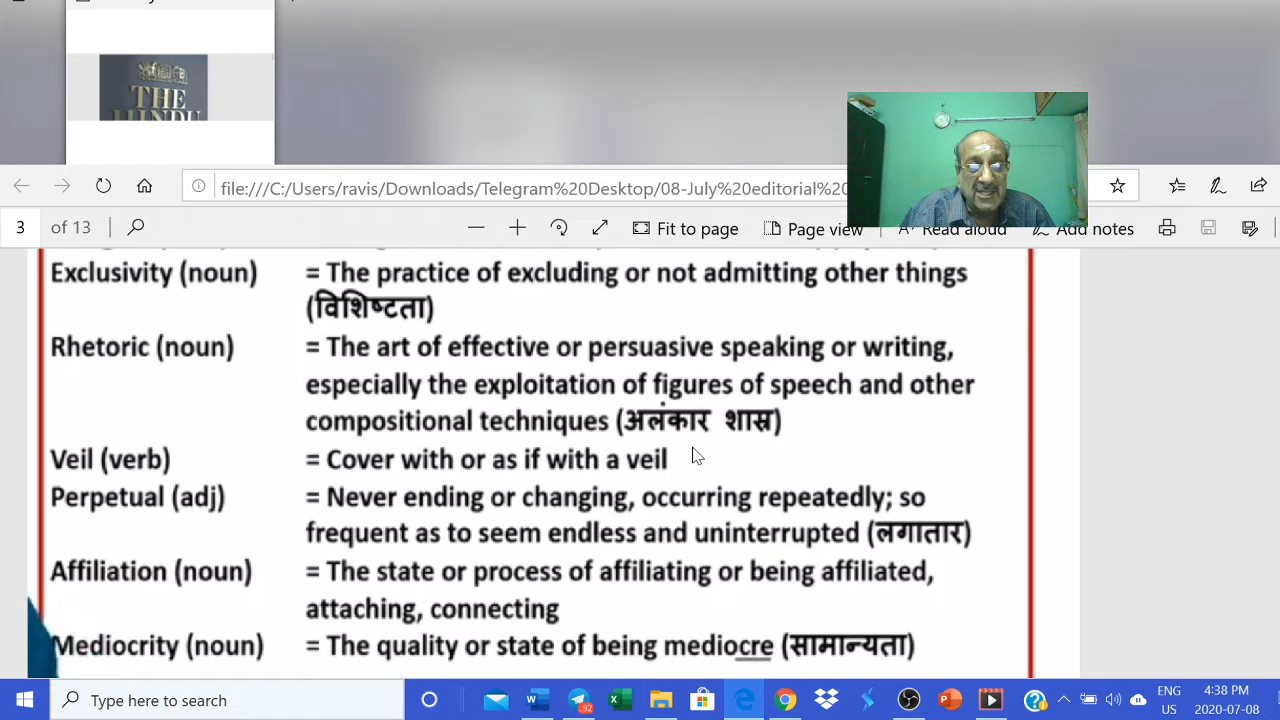 THE
HINDU
file:///C:/Users/ravis/Downloads/Telegram%20Desktop/08-July%20editorial%20
3 of 13
Fit to page
Page view
Read aloud
Add notes
Exclusivity (noun) = The practice of excluding or not admitting other things
(विशिष्टता)
Rhetoric (noun) = The art of effective or persuasive speaking or writing,
especially the exploitation of figures of speech and other
compositional techniques (अलंकार शास्त्र)
Veil (verb) = Cover with or as if with a veil
Perpetual (adj) = Never ending or changing, occurring repeatedly; so
frequent as to seem endless and uninterrupted (लगातार)
Affiliation (noun) = The state or process of affiliating or being affiliated,
attaching, connecting
Mediocrity (noun) = The quality or state of being mediocre (सामान्यता)
Type here to search
92
ENG
US
4:38 PM
2020-07-08